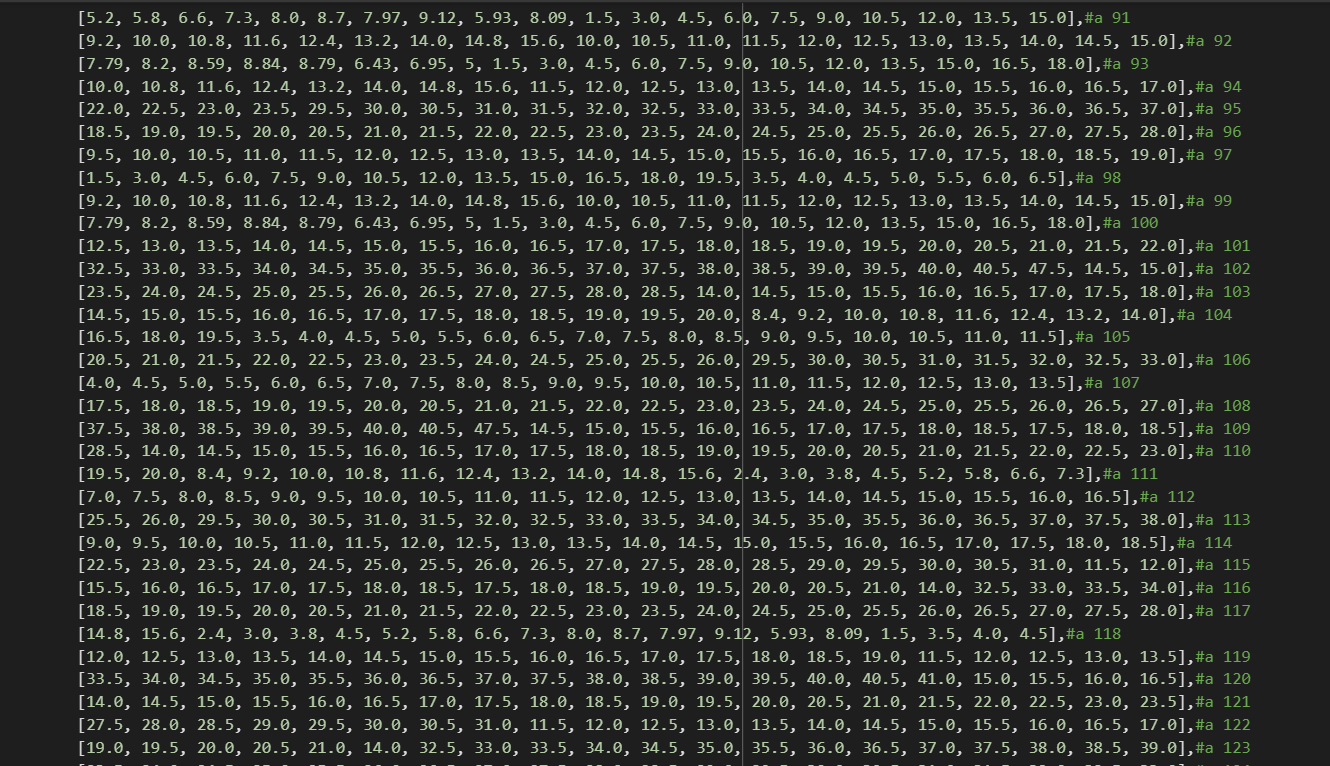 [5.2, 5.8, 6.6, 7.3, 8.0, 8.7, 7.97, 9.12, 5.93, 8.09, 1.5, 3.0, 4.5, 6.0, 7.5, 9.0, 10.5, 12.0, 13.5, 15.0],#a 91
[9.2, 10.0, 10.8, 11.6, 12.4, 13.2, 14.0, 14.8, 15.6, 10.0, 10.5, 11.0, 11.5, 12.0, 12.5, 13.0, 13.5, 14.0, 14.5, 15.0],#a 92
[7.79, 8.2, 8.59, 8.84, 8.79, 6.43, 6.95, 5, 1.5, 3.0, 4.5, 6.0, 7.5, 9.0, 10.5, 12.0, 13.5, 15.0, 16.5, 18.0],#a 93
[10.0, 10.8, 11.6, 12.4, 13.2, 14.0, 14.8, 15.6, 11.5, 12.0, 12.5, 13.0, 13.5, 14.0, 14.5, 15.0, 15.5, 16.0, 16.5, 17.0],#a 94
[22.0, 22.5, 23.0, 23.5, 29.5, 30.0, 30.5, 31.0, 31.5, 32.0, 32.5, 33.0, 33.5, 34.0, 34.5, 35.0, 35.5, 36.0, 36.5, 37.0],#a 95
[18.5, 19.0, 19.5, 20.0, 20.5, 21.0, 21.5, 22.0, 22.5, 23.0, 23.5, 24.0, 24.5, 25.0, 25.5, 26.0, 26.5, 27.0, 27.5, 28.0],#a 96
[9.5, 10.0, 10.5, 11.0, 11.5, 12.0, 12.5, 13.0, 13.5, 14.0, 14.5, 15.0, 15.5, 16.0, 16.5, 17.0, 17.5, 18.0, 18.5, 19.0],#a 97
[1.5, 3.0, 4.5, 6.0, 7.5, 9.0, 10.5, 12.0, 13.5, 15.0, 16.5, 18.0, 19.5, 3.5, 4.0, 4.5, 5.0, 5.5, 6.0, 6.5],#a 98
[9.2, 10.0, 10.8, 11.6, 12.4, 13.2, 14.0, 14.8, 15.6, 10.0, 10.5, 11.0, 11.5, 12.0, 12.5, 13.0, 13.5, 14.0, 14.5, 15.0],#a 99
[7.79, 8.2, 8.59, 8.84, 8.79, 6.43, 6.95, 5, 1.5, 3.0, 4.5, 6.0, 7.5, 9.0, 10.5, 12.0, 13.5, 15.0, 16.5, 18.0],#a 100
[12.5, 13.0, 13.5, 14.0, 14.5, 15.0, 15.5, 16.0, 16.5, 17.0, 17.5, 18.0, 18.5, 19.0, 19.5, 20.0, 20.5, 21.0, 21.5, 22.0],#a 101
[32.5, 33.0, 33.5, 34.0, 34.5, 35.0, 35.5, 36.0, 36.5, 37.0, 37.5, 38.0, 38.5, 39.0, 39.5, 40.0, 40.5, 47.5, 14.5, 15.0],#a 102
[23.5, 24.0, 24.5, 25.0, 25.5, 26.0, 26.5, 27.0, 27.5, 28.0, 28.5, 14.0, 14.5, 15.0, 15.5, 16.0, 16.5, 17.0, 17.5, 18.0],#a 103
[14.5, 15.0, 15.5, 16.0, 16.5, 17.0, 17.5, 18.0, 18.5, 19.0, 19.5, 20.0, 8.4, 9.2, 10.0, 10.8, 11.6, 12.4, 13.2, 14.0],#a 104
[16.5, 18.0, 19.5, 3.5, 4.0, 4.5, 5.0, 5.5, 6.0, 6.5, 7.0, 7.5, 8.0, 8.5, 9.0, 9.5, 10.0, 10.5, 11.0, 11.5],#a 105
[20.5, 21.0, 21.5, 22.0, 22.5, 23.0, 23.5, 24.0, 24.5, 25.0, 25.5, 26.0, 29.5, 30.0, 30.5, 31.0, 31.5, 32.0, 32.5, 33.0],#a 106
[4.0, 4.5, 5.0, 5.5, 6.0, 6.5, 7.0, 7.5, 8.0, 8.5, 9.0, 9.5, 10.0, 10.5, 11.0, 11.5, 12.0, 12.5, 13.0, 13.5],#a 107
[17.5, 18.0, 18.5, 19.0, 19.5, 20.0, 20.5, 21.0, 21.5, 22.0, 22.5, 23.0, 23.5, 24.0, 24.5, 25.0, 25.5, 26.0, 26.5, 27.0],#a 108
[37.5, 38.0, 38.5, 39.0, 39.5, 40.0, 40.5, 47.5, 14.5, 15.0, 15.5, 16.0, 16.5, 17.0, 17.5, 18.0, 18.5, 17.5, 18.0, 18.5],#a 109
[28.5, 14.0, 14.5, 15.0, 15.5, 16.0, 16.5, 17.0, 17.5, 18.0, 18.5, 19.0, 19.5, 20.0, 20.5, 21.0, 21.5, 22.0, 22.5, 23.0],#a 110
[19.5, 20.0, 8.4, 9.2, 10.0, 10.8, 11.6, 12.4, 13.2, 14.0, 14.8, 15.6, 2.4, 3.0, 3.8, 4.5, 5.2, 5.8, 6.6, 7.3],#a 111
[7.0, 7.5, 8.0, 8.5, 9.0, 9.5, 10.0, 10.5, 11.0, 11.5, 12.0, 12.5, 13.0, 13.5, 14.0, 14.5, 15.0, 15.5, 16.0, 16.5],#a 112
[25.5, 26.0, 29.5, 30.0, 30.5, 31.0, 31.5, 32.0, 32.5, 33.0, 33.5, 34.0, 34.5, 35.0, 35.5, 36.0, 36.5, 37.0, 37.5, 38.0],#a 113
[9.0, 9.5, 10.0, 10.5, 11.0, 11.5, 12.0, 12.5, 13.0, 13.5, 14.0, 14.5, 15.0, 15.5, 16.0, 16.5, 17.0, 17.5, 18.0, 18.5],#a 114
[22.5, 23.0, 23.5, 24.0, 24.5, 25.0, 25.5, 26.0, 26.5, 27.0, 27.5, 28.0, 28.5, 29.0, 29.5, 30.0, 30.5, 31.0, 11.5, 12.0],#a 115
[15.5, 16.0, 16.5, 17.0, 17.5, 18.0, 18.5, 17.5, 18.0, 18.5, 19.0, 19.5, 20.0, 20.5, 21.0, 14.0, 32.5, 33.0, 33.5, 34.0],#a 116
[18.5, 19.0, 19.5, 20.0, 20.5, 21.0, 21.5, 22.0, 22.5, 23.0, 23.5, 24.0, 24.5, 25.0, 25.5, 26.0, 26.5, 27.0, 27.5, 28.0],#a 117
[14.8, 15.6, 2.4, 3.0, 3.8, 4.5, 5.2, 5.8, 6.6, 7.3, 8.0, 8.7, 7.97, 9.12, 5.93, 8.09, 1.5, 3.5, 4.0, 4.5],#a 118
[12.0, 12.5, 13.0, 13.5, 14.0, 14.5, 15.0, 15.5, 16.0, 16.5, 17.0, 17.5, 18.0, 18.5, 19.0, 11.5, 12.0, 12.5, 13.0, 13.5],#a 119
[33.5, 34.0, 34.5, 35.0, 35.5, 36.0, 36.5, 37.0, 37.5, 38.0, 38.5, 39.0, 39.5, 40.0, 40.5, 41.0, 15.0, 15.5, 16.0, 16.5],#a 120
[14.0, 14.5, 15.0, 15.5, 16.0, 16.5, 17.0, 17.5, 18.0, 18.5, 19.0, 19.5, 20.0, 20.5, 21.0, 21.5, 22.0, 22.5, 23.0, 23.5],#a 121
[27.5, 28.0, 28.5, 29.0, 29.5, 30.0, 30.5, 31.0, 11.5, 12.0, 12.5, 13.0, 13.5, 14.0, 14.5, 15.0, 15.5, 16.0, 16.5, 17.0],#a 122
[19.0, 19.5, 20.0, 20.5, 21.0, 14.0, 32.5, 33.0, 33.5, 34.0, 34.5, 35.0, 35.5, 36.0, 36.5, 37.0, 37.5, 38.0, 38.5, 39.0],#a 123